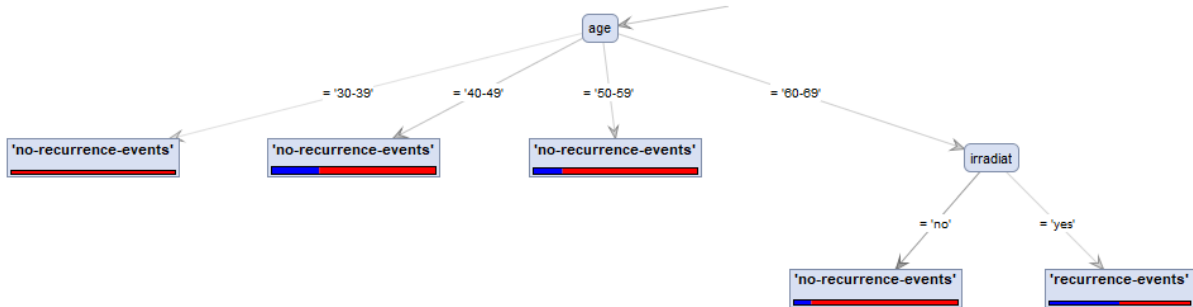 age
= '30-39'
= '40-49'
= '50-59'
= '60-69'
'no-recurrence-events'
'no-recurrence-events'
'no-recurrence-events'
irradiat
= 'no'
= 'yes'
'no-recurrence-events'
'recurrence-events'